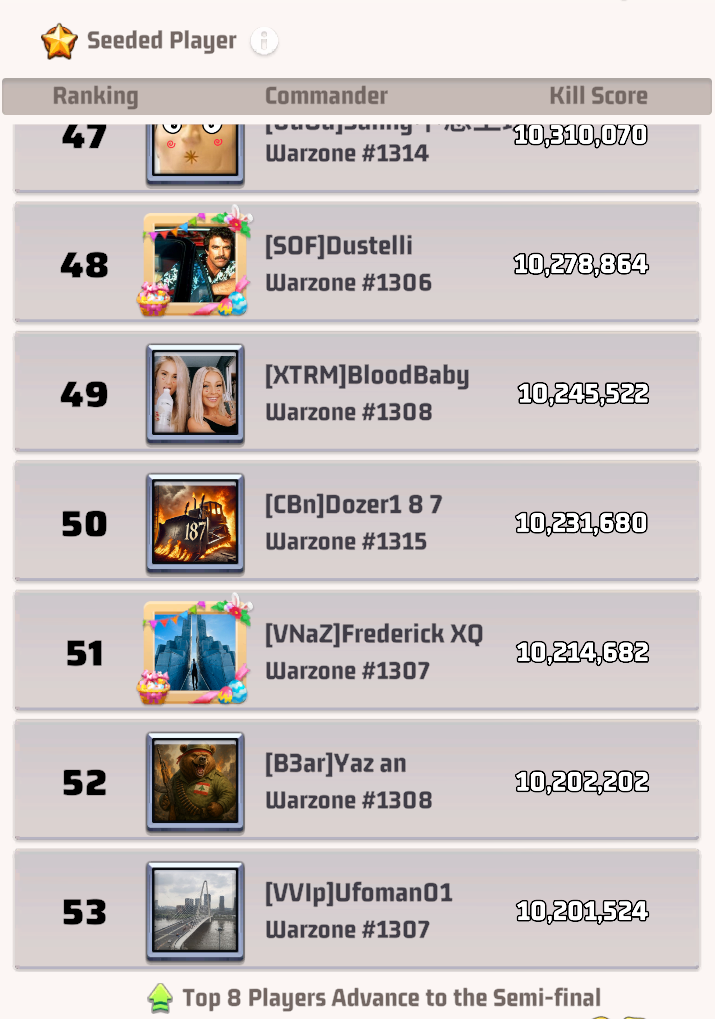 Seeded Player
Ranking Commander Kill Score
47 10,310,070
Warzone #1314
48 [SOF]Dustelli 10,278,864
Warzone #1306
49 [XTRM]BloodBaby 10,245,522
Warzone #1308
50 [CBn]Dozer1 8 7 10,231,680
187
Warzone #1315
51 [VNaZ]Frederick XQ 10,214,682
Warzone #1307
52 [B3ar]Yaz an 10,202,202
Warzone #1308
53 [VVIp]Ufoman01 10,201,524
Warzone #1307
Top 8 Players Advance to the Semi-final